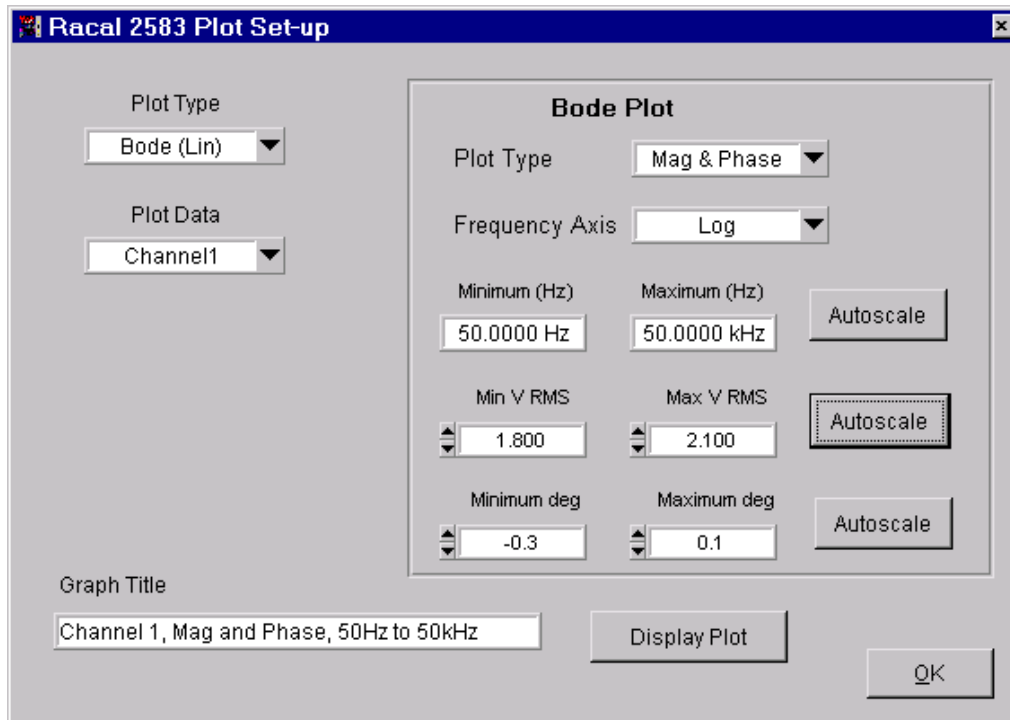 Racal 2583 Plot Set-up
Plot Type
Bode (Lin)
Plot Data
Channel1
Bode Plot
Plot Type
Mag & Phase
Frequency Axis
Log
Minimum (Hz)
Maximum (Hz)
50.0000 Hz
50.0000 kHz
Autoscale
Min V RMS
Max V RMS
1.800
2.100
Autoscale
Minimum deg
Maximum deg
-0.3
0.1
Autoscale
Graph Title
Channel 1, Mag and Phase, 50Hz to 50kHz
Display Plot
OK